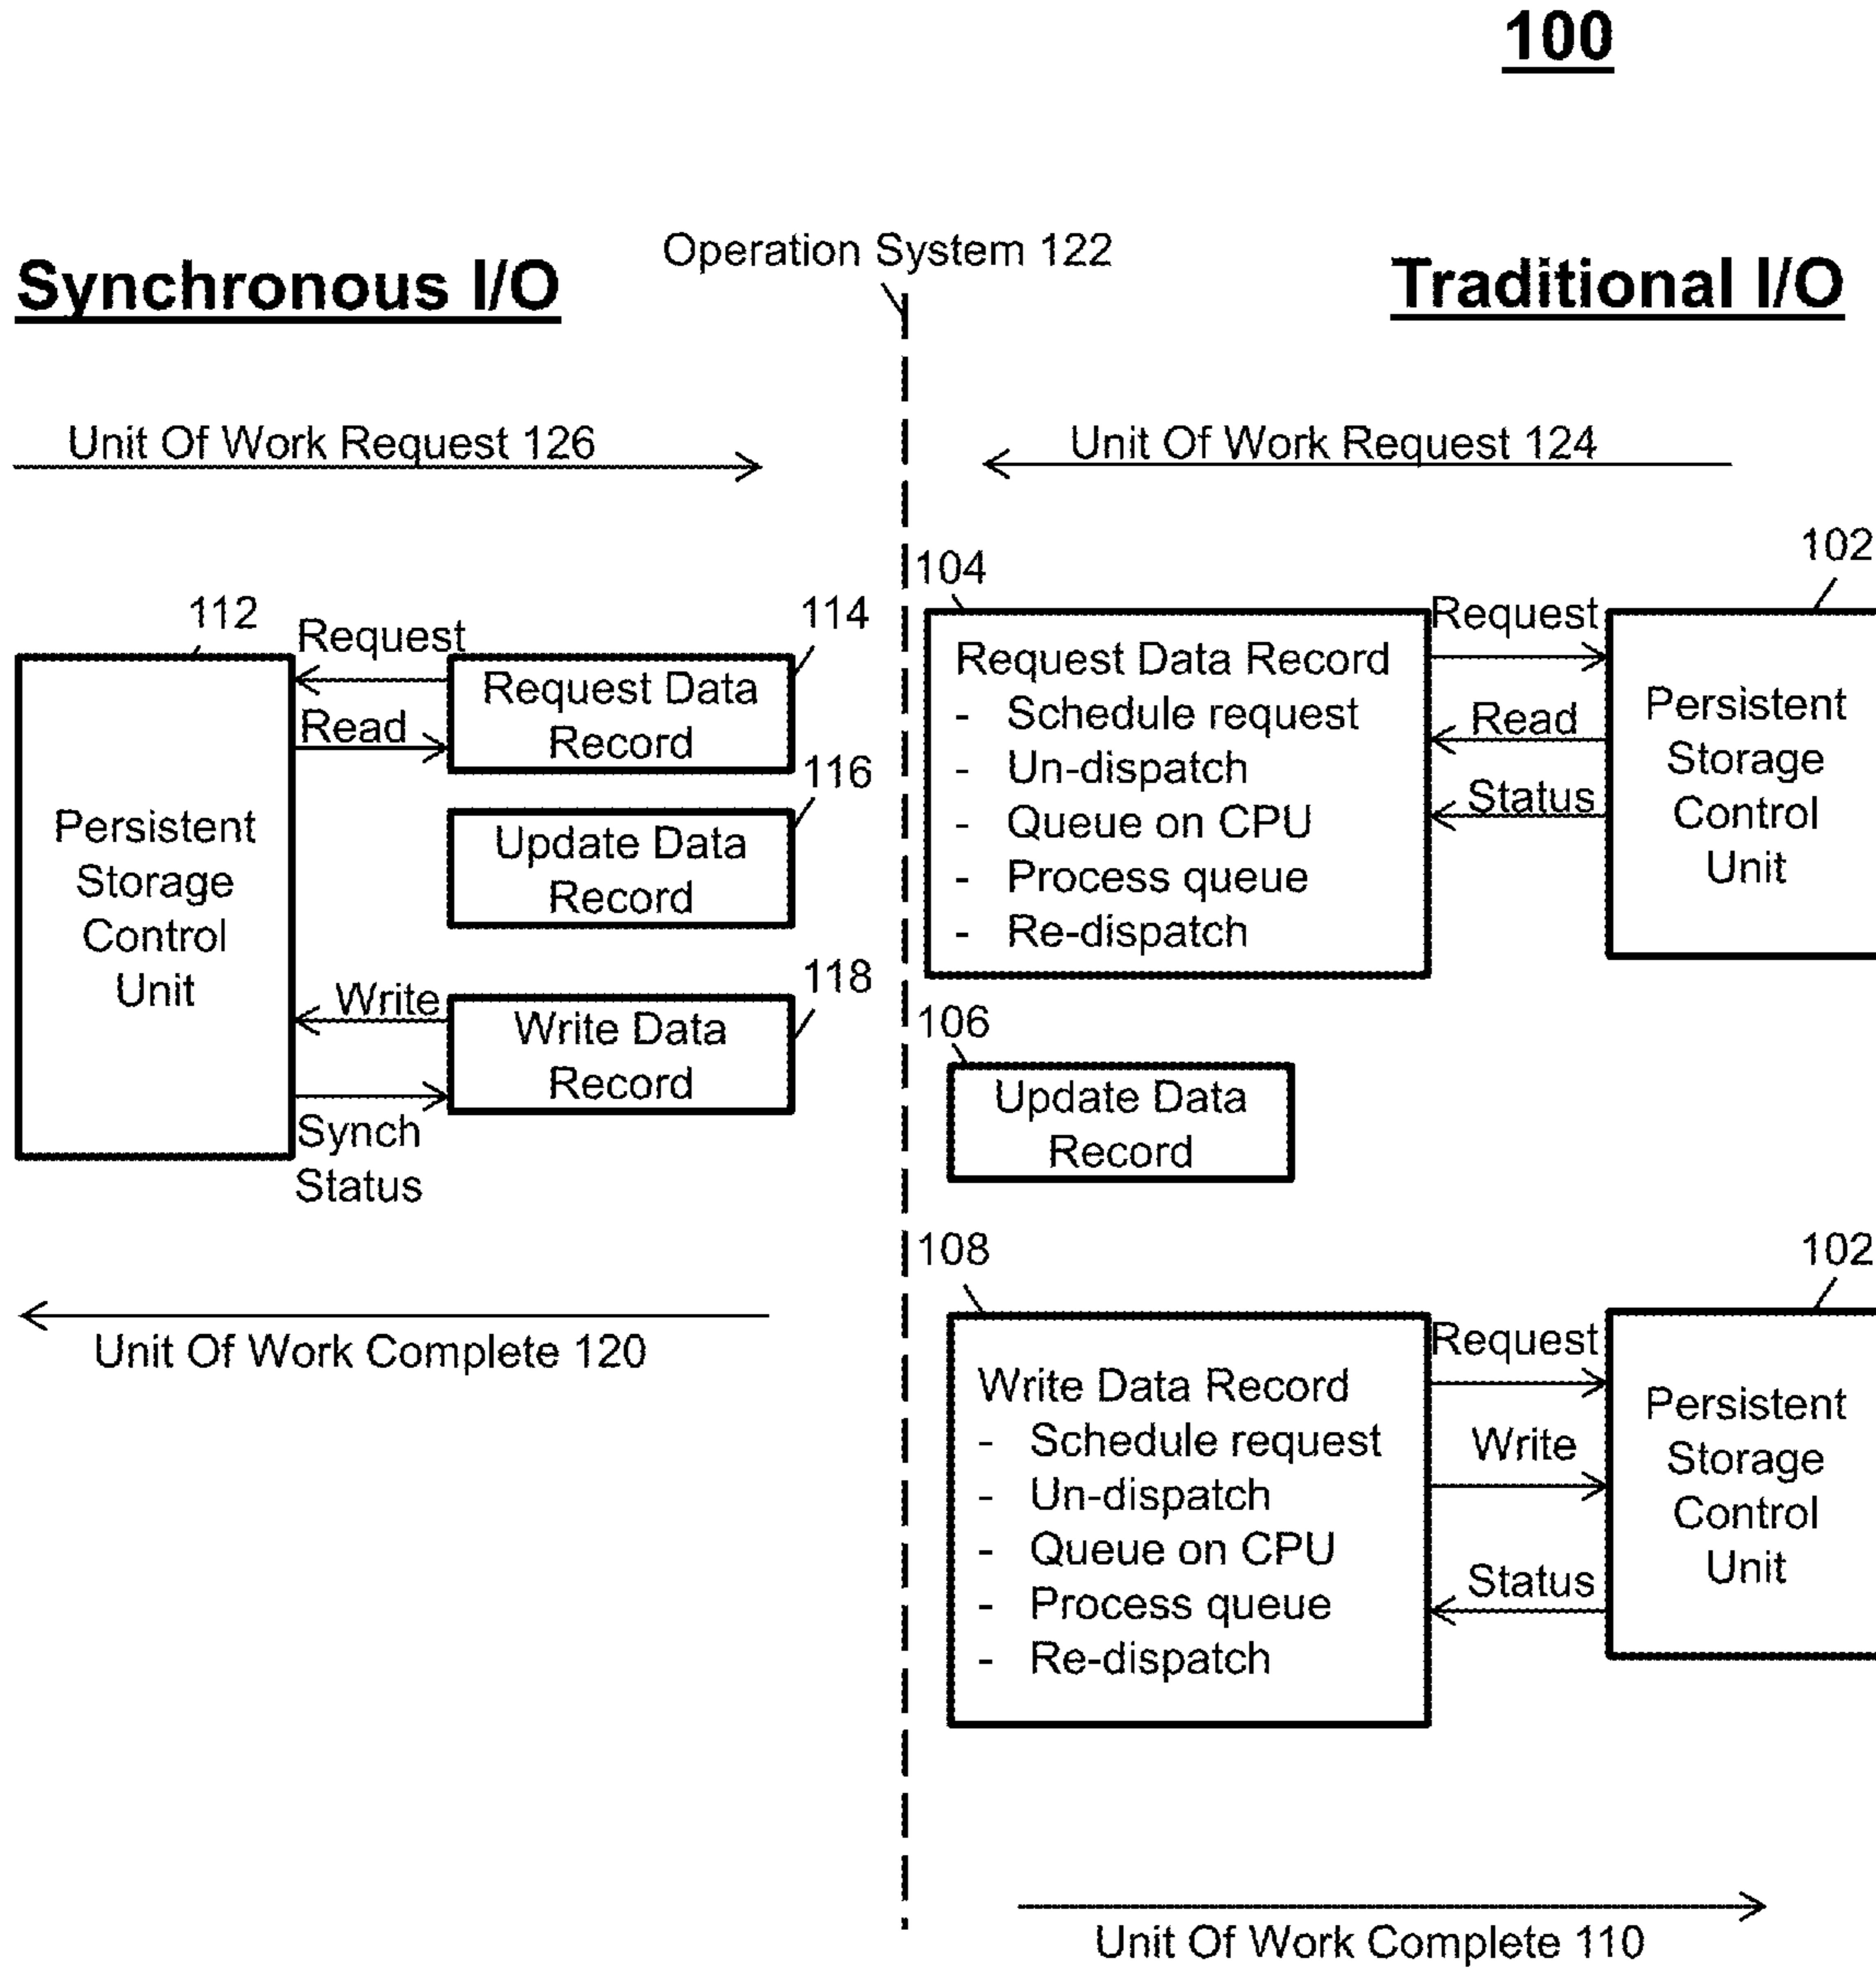 100
Operation System 122
Synchronous I/O
Traditional I/O
Unit Of Work Request 126
Unit Of Work Request 124
112
Request
Read
114
Request Data
Record
116
Update Data
Record
Persistent
Storage
Control
Unit
118
Write
Write Data
Record
Synch
Status
Unit Of Work Complete 120
104
Request Data Record
- Schedule request
- Un-dispatch
- Queue on CPU
- Process queue
- Re-dispatch
Request
Read
Status
102
Persistent
Storage
Control
Unit
106
Update Data
Record
108
Write Data Record
- Schedule request
- Un-dispatch
- Queue on CPU
- Process queue
- Re-dispatch
Request
Write
Status
102
Persistent
Storage
Control
Unit
Unit Of Work Complete 110